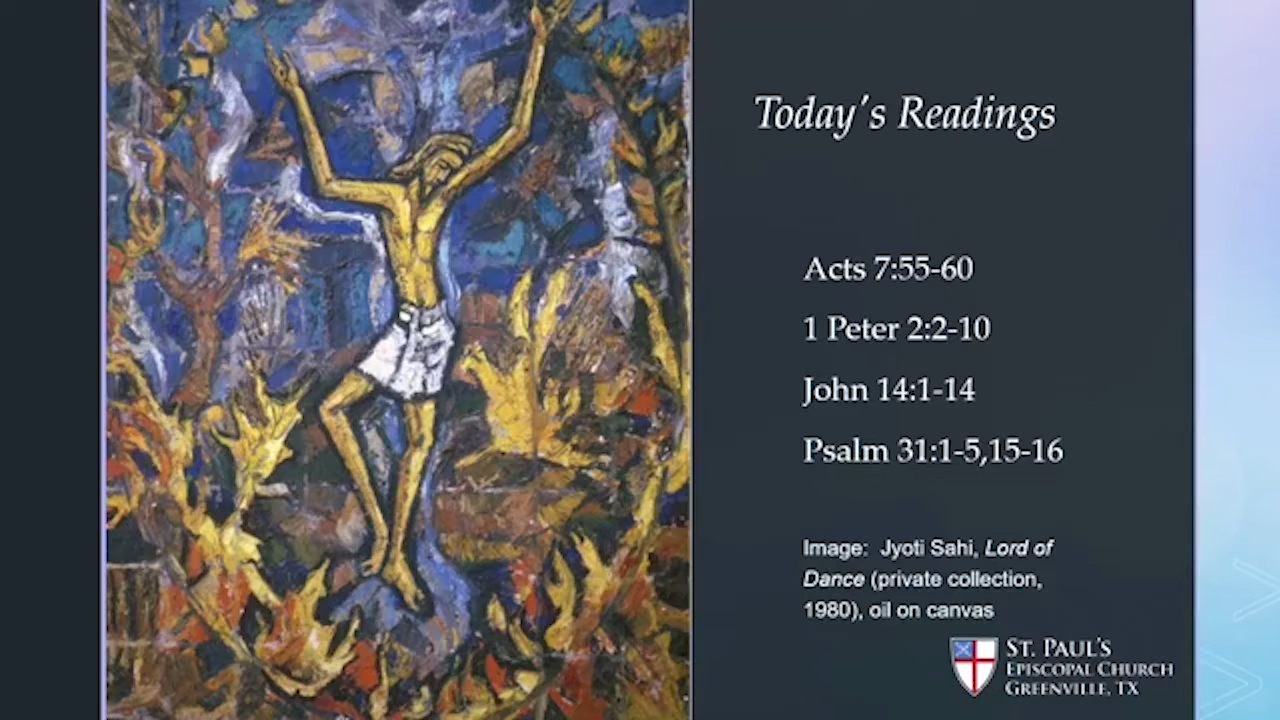 Today's Readings
Acts 7:55-60
1 Peter 2:2-10
John 14:1-14
Psalm 31:1-5,15-16
Image:  Jyoti Sahi, Lord of
Dance (private collection,
1980), oil on canvas
St. Paul's
Episcopal Church
Greenville, TX